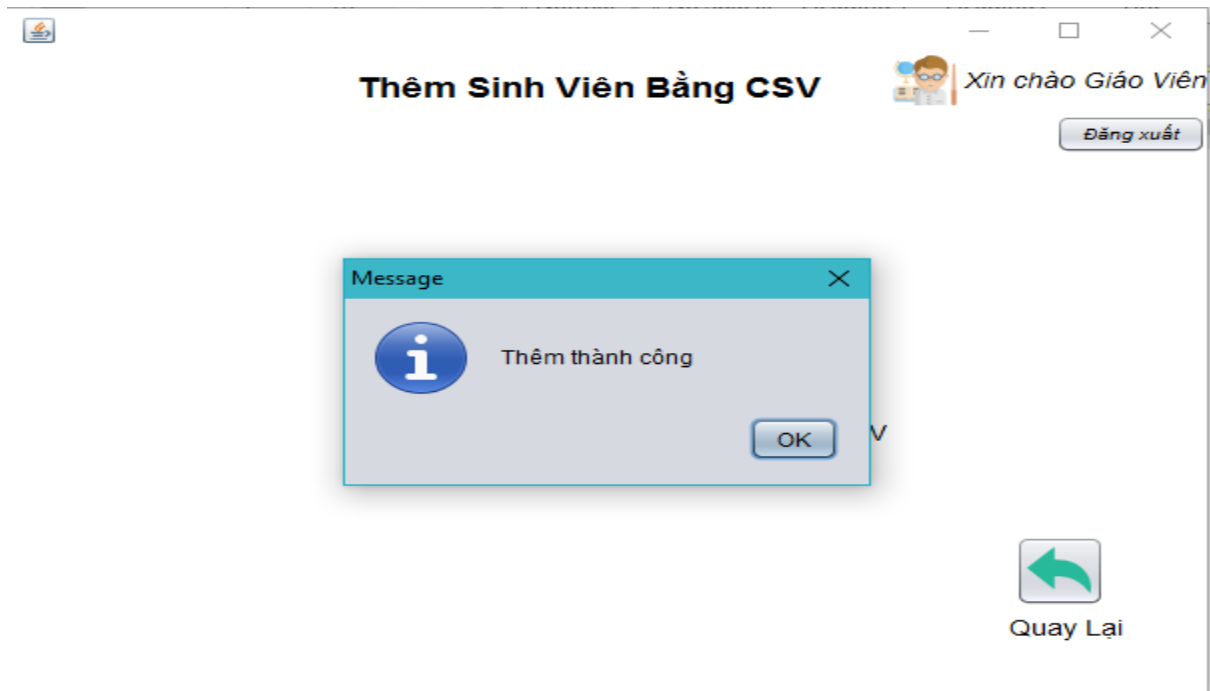 Thêm Sinh Viên Bằng CSV
Xin chào Giáo Viên
Đăng xuất
Message
Thêm thành công
OK
V
Quay Lại